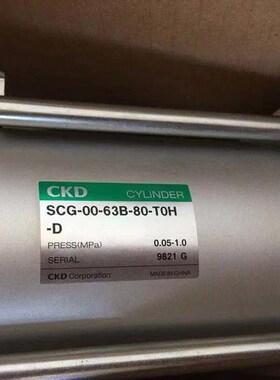 CKD CYLINDER
SCG-00-63B-80-T0H
-D
PRESS(MPa) 0.05-1.0
SERIAL 9821 G
CKD Corporation MADE IN CHINA